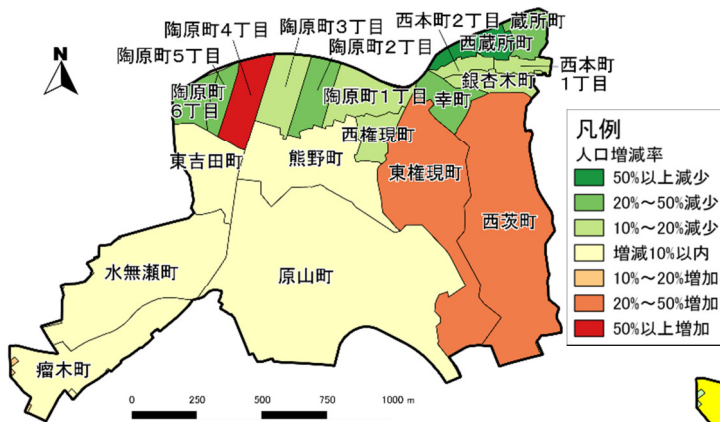 陶原町4丁目
陶原町3丁目
西本町2丁目
蔵所町
陶原町5丁目
陶原町2丁目
西蔵所町
N
西本町
1丁目
陶原町
6丁目
陶原町1丁目
銀杏木町
幸町
西権現町
東吉田町
熊野町
東権現町
西茨町
水無瀬町
原山町
瘤木町
凡例
人口増減率
50%以上減少
20%～50%減少
10%～20%減少
増減10%以内
10%～20%増加
20%～50%増加
50%以上増加
0 250 500 750 1000 m